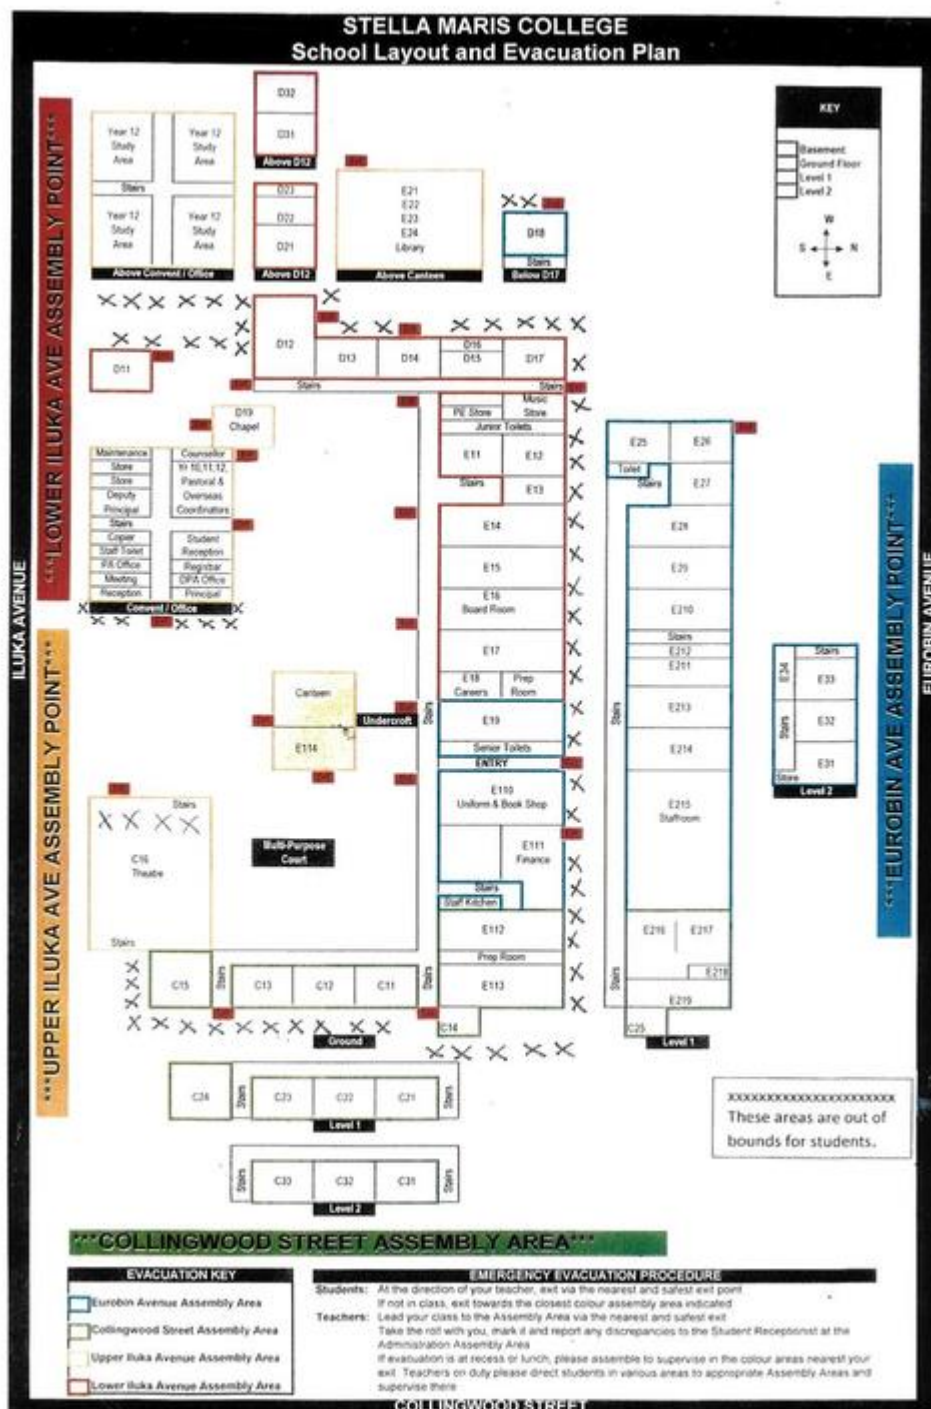 STELLA MARIS COLLEGE
School Layout and Evacuation Plan
***LOWER ILUKA AVE ASSEMBLY POINT***
***UPPER ILUKA AVE ASSEMBLY POINT***
***EUROBIN AVE ASSEMBLY POINT***
ILUKA AVENUE
EUROBIN AVENUE
KEY
Basement
Ground Floor
Level 1
Level 2
W
S N
E
Year 12 Study Area
Year 12 Study Area
Stairs
Year 12 Study Area
Year 12 Study Area
Above Convent / Office
D32
D31
Above D12
D23
D22
D21
Above D12
E21
E22
E23
E24
Library
Above Canteen
D18
Stairs
Below D17
D11
D12
D13
D14
D16
D15
D17
Stairs
Stairs
D19
Chapel
Maintenance
Store
Store
Deputy
Principal
Stairs
Copier
Staff Toilet
PA Office
Meeting
Reception
Counsellor
Yr 10,11,12,
Pastoral &
Overseas
Coordinators
Student
Reception
Registrar
DPA Office
Principal
Convent / Office
PE Store
Music
Store
Junior Toilets
E11
E12
Stairs
E13
E14
E15
E16
Board Room
E17
E18
Careers
Prep
Room
E19
Senior Toilets
ENTRY
E110
Uniform & Book Shop
E111
Finance
Stairs
Staff Kitchen
E112
Prep Room
E113
C14
Stairs
Canteen
E114
Undercroft
Multi-Purpose
Court
Stairs
C16
Theatre
Stairs
C15
Stairs
C13
C12
C11
Stairs
Ground
E25
E26
Toilet
Stairs
E27
E28
E29
E210
Stairs
E212
E211
E213
E214
E215
Staffroom
E216
E217
E218
E219
C25
Stairs
Stairs
Level 1
Stairs
E34
E33
Stairs
E32
E31
Store
Level 2
C24
Stairs
C23
C22
C21
Stairs
Level 1
Stairs
C33
C32
C31
Stairs
Level 2
xxxxxxxxxxxxxxxxxxxxxxx
These areas are out of
bounds for students.
***COLLINGWOOD STREET ASSEMBLY AREA***
EVACUATION KEY
Eurobin Avenue Assembly Area
Collingwood Street Assembly Area
Upper Iluka Avenue Assembly Area
Lower Iluka Avenue Assembly Area
EMERGENCY EVACUATION PROCEDURE
Students: At the direction of your teacher, exit via the nearest and safest exit point
If not in class, exit towards the closest colour assembly area indicated
Teachers: Lead your class to the Assembly Area via the nearest and safest exit
Take the roll with you, mark it and report any discrepancies to the Student Receptionist at the
Administration Assembly Area
If evacuation is at recess or lunch, please assemble to supervise in the colour areas nearest your
exit. Teachers on duty please direct students in various areas to appropriate Assembly Areas and
supervise there
COLLINGWOOD STREET